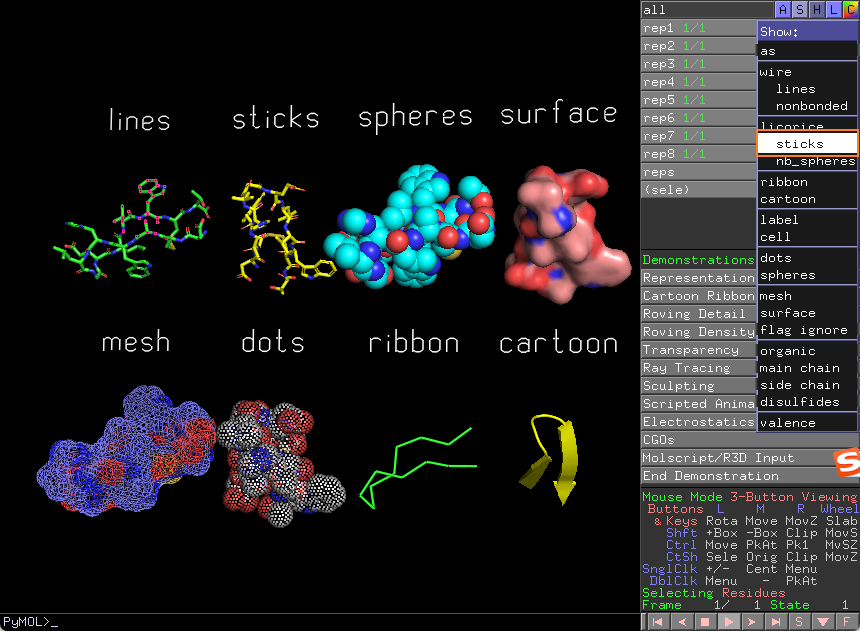 all A S H L C
rep1 1/1
rep2 1/1
rep3 1/1
rep4 1/1
rep5 1/1
rep6 1/1
rep7 1/1
rep8 1/1
reps
(sele)
Show:
as
wire
lines
nonbonded
licorice
sticks
nb_spheres
ribbon
cartoon
label
cell
dots
spheres
mesh
surface
flag ignore
organic
main chain
side chain
disulfides
valence
lines sticks spheres surface
mesh dots ribbon cartoon
Demonstrations
Representation
Cartoon Ribbon
Roving Detail
Roving Density
Transparency
Ray Tracing
Sculpting
Scripted Anima
Electrostatics
CGOs
Molscript/R3D Input
End Demonstration
S
Mouse Mode 3-Button Viewing
Buttons L M R Wheel
& Keys Rota Move MovZ Slab
Shft +Box -Box Clip MovS
Ctrl Move PkAt Pk1 MvSZ
CtSh Sele Orig Clip MovZ
SnglClk +/- Cent Menu
DblClk Menu - PkAt
Selecting Residues
Frame 1/ 1 State 1
S F
PyMOL>_